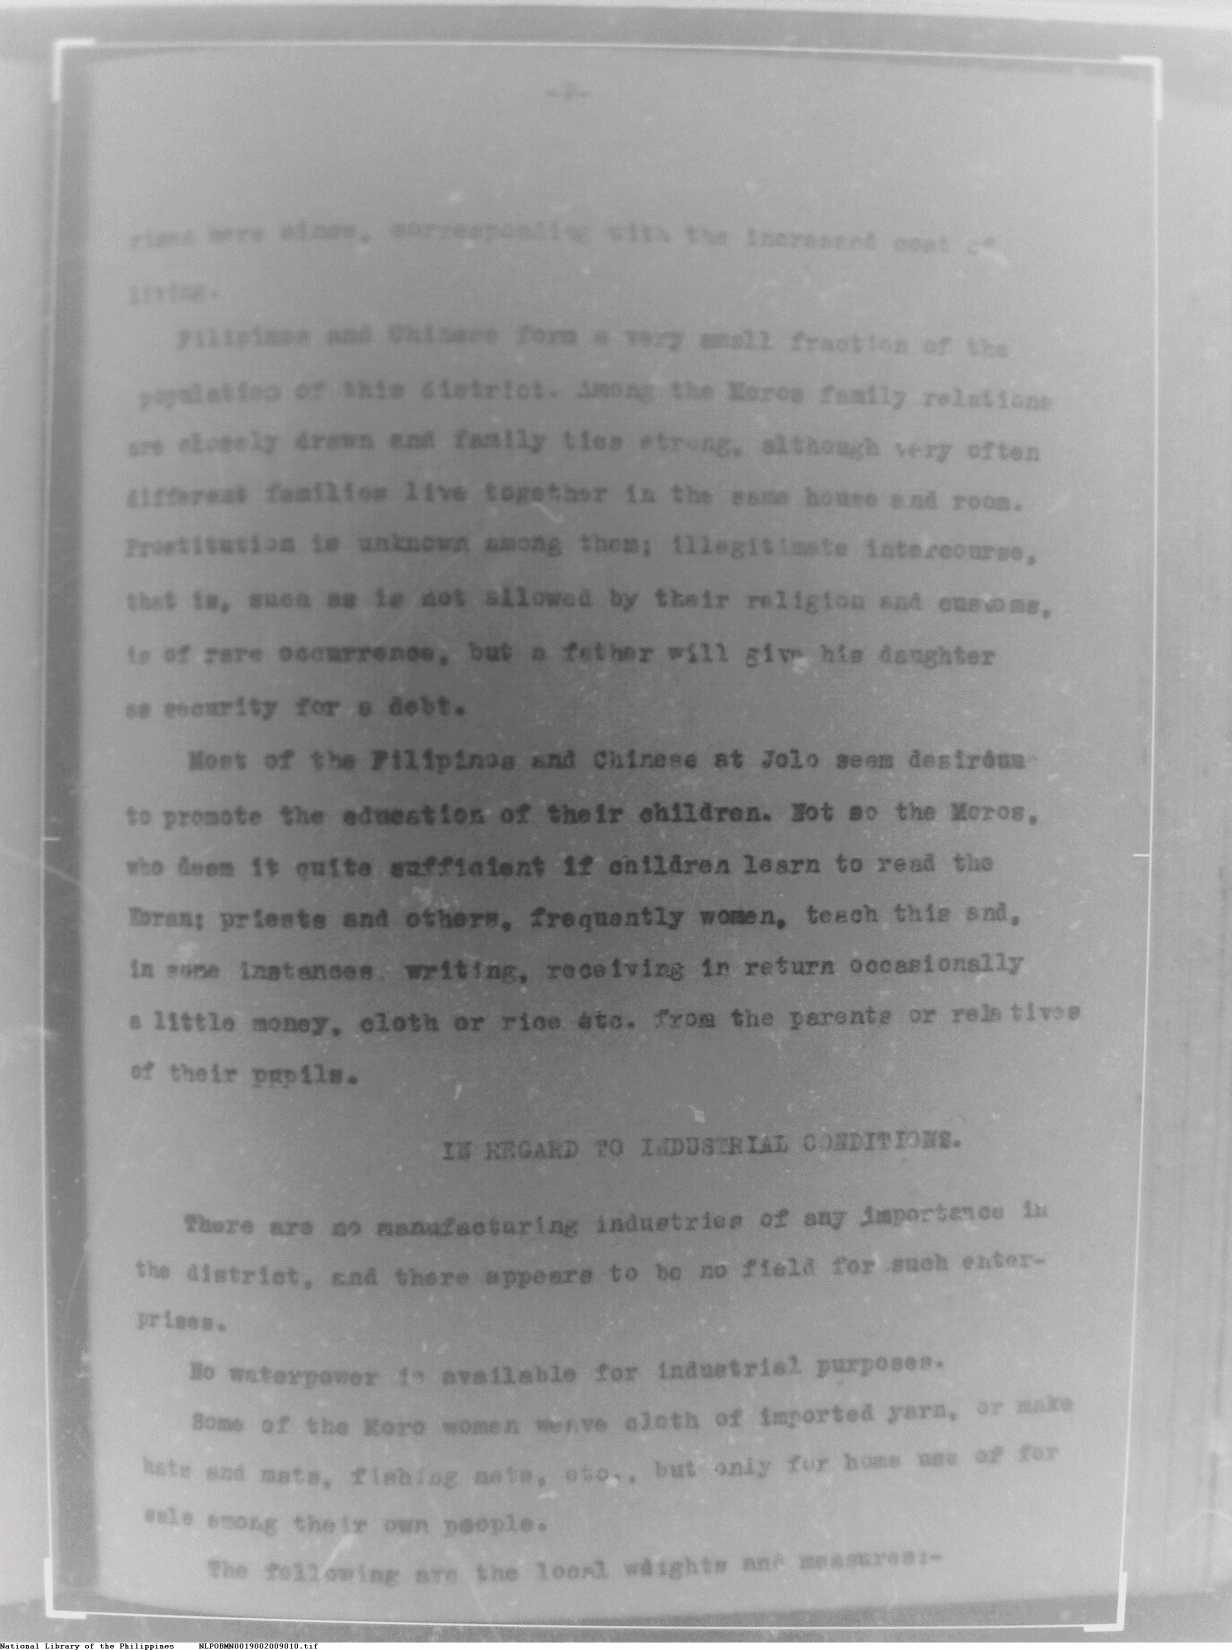 rised here since, corresponding with the increased cost of
living.
Filipinos and Chinese form a very small fraction of the
population of this district. Among the Moros family relations
are closely drawn and family ties strong, although very often
different families live together in the same house and room.
Prostitution is unknown among them; illegitimate intercourse,
that is, such as is not allowed by their religion and customs,
is of rare occurrence, but a father will give his daughter
as security for a debt.
Most of the Filipinos and Chinese at Jolo seem desirous
to promote the education of their children. Not so the Moros,
who deem it quite sufficient if children learn to read the
Koran; priests and others, frequently women, teach this and,
in some instances writing, receiving in return occasionally
a little money, cloth or rice etc. from the parents or relatives
of their pupils.
IN REGARD TO INDUSTRIAL CONDITIONS.
There are no manufacturing industries of any importance in
the district, and there appears to be no field for such enter-
prises.
No waterpower is available for industrial purposes.
Some of the Moro women weave cloth of imported yarn, or make
hats and mats, fishing nets, etc., but only for home use of for
sale among their own people.
The following are the local weights and measures:-
National Library of the Philippines NLPOBMN0019002009010.tif